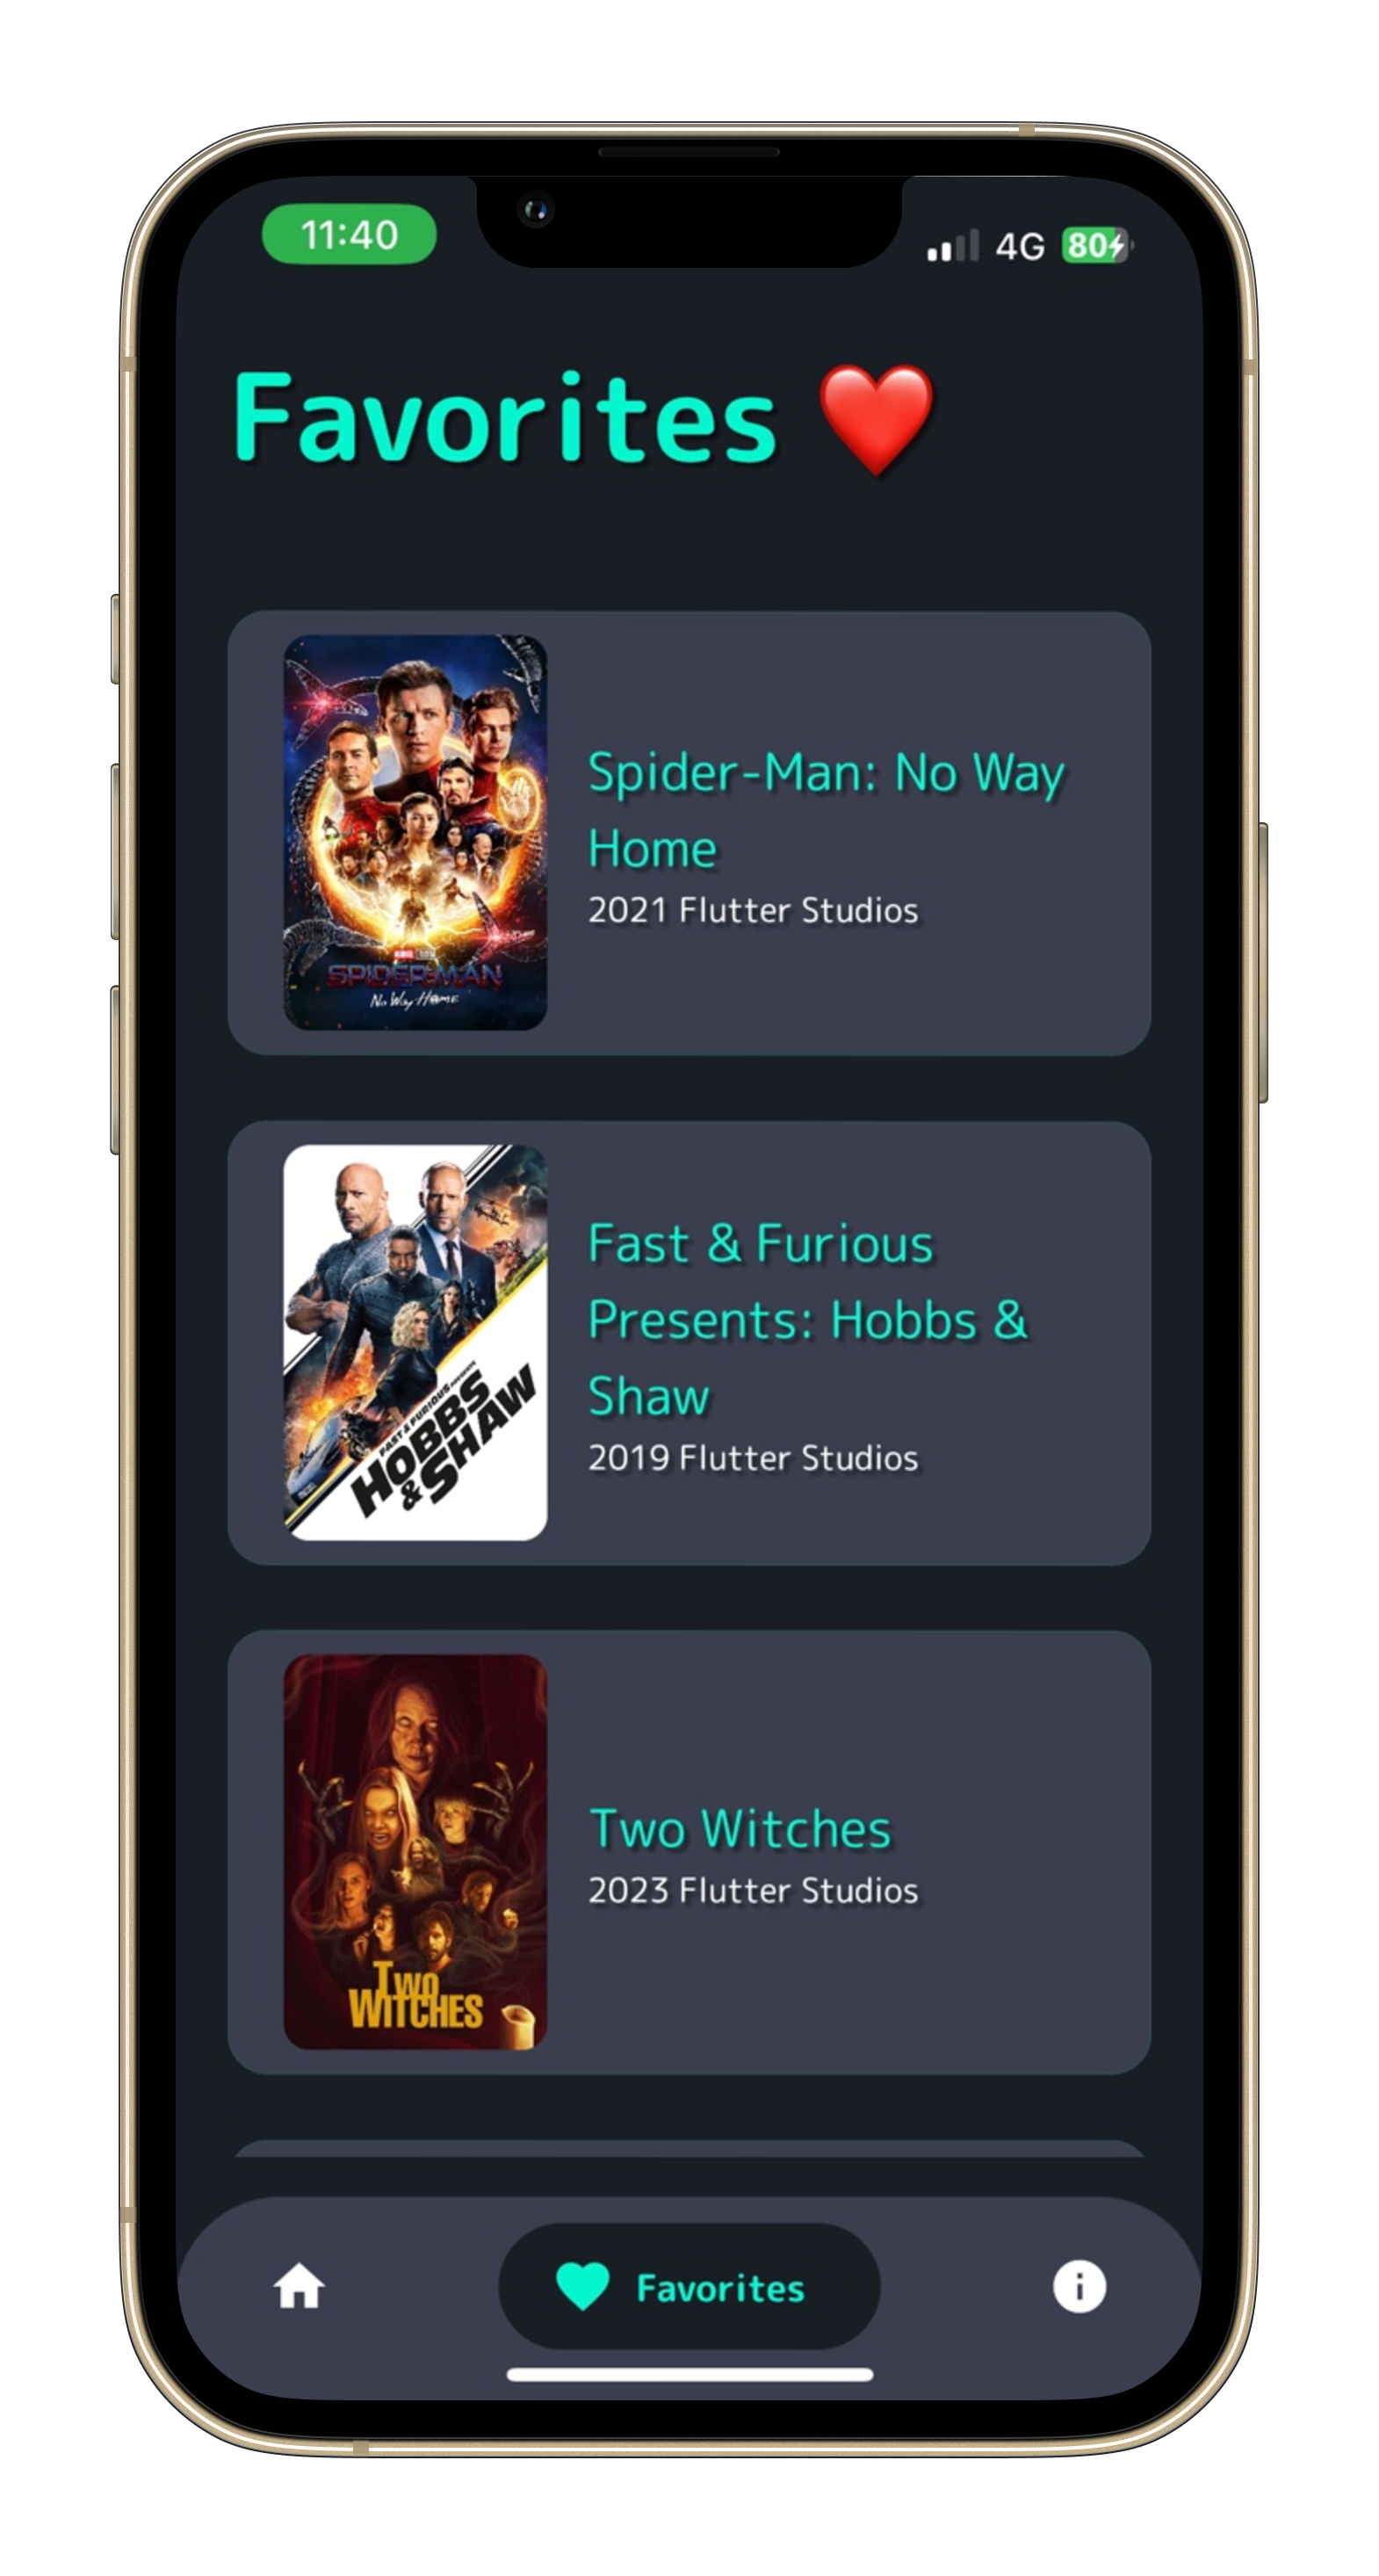 11:40
4G 80
Favorites ❤️
Spider-Man: No Way
Home
2021 Flutter Studios
SPIDER-MAN
No Way Home
Fast & Furious
Presents: Hobbs &
Shaw
2019 Flutter Studios
FAST & FURIOUS PRESENTS
HOBBS
& SHAW
Two Witches
2023 Flutter Studios
TWO
WITCHES
Favorites